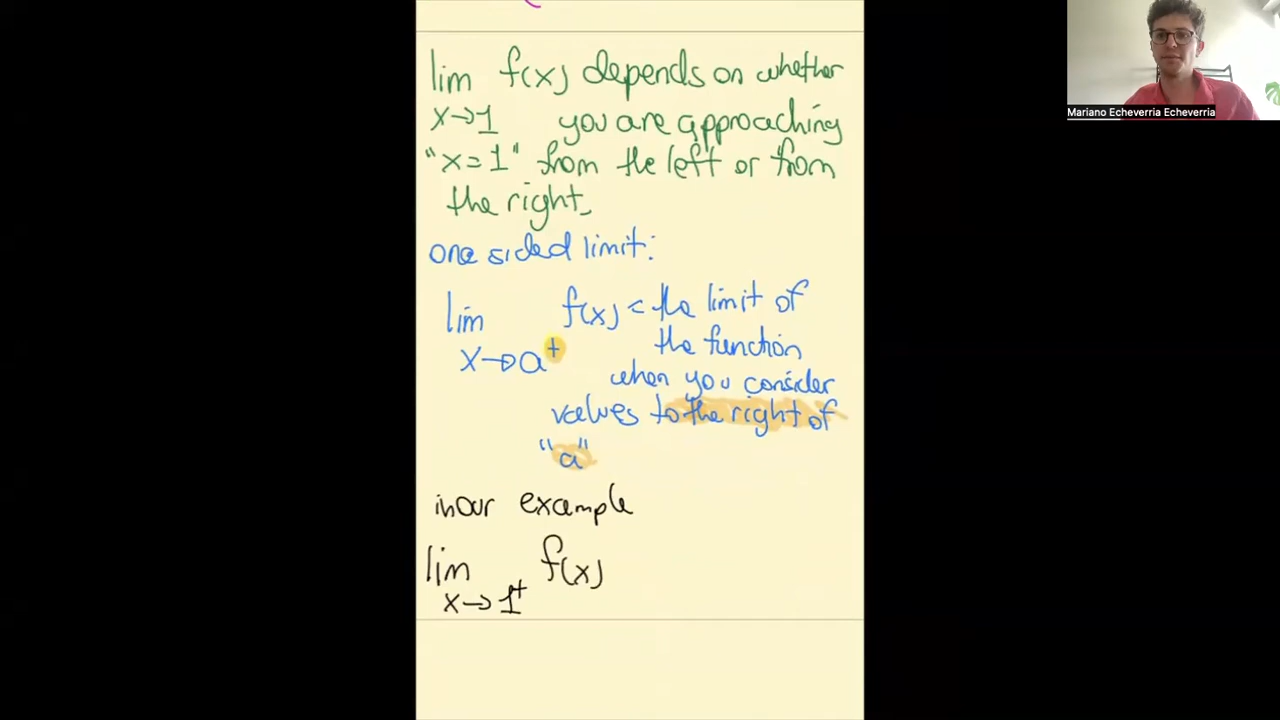 lim f(x) depends on whether
x→1 you are approaching
"x=1" from the left or from
the right.
one sided limit:
lim f(x) < the limit of
x→a⁺ the function
when you consider
values to the right of
"a"
in our example
lim f(x)
x→1⁺
Mariano Echeverria Echeverria